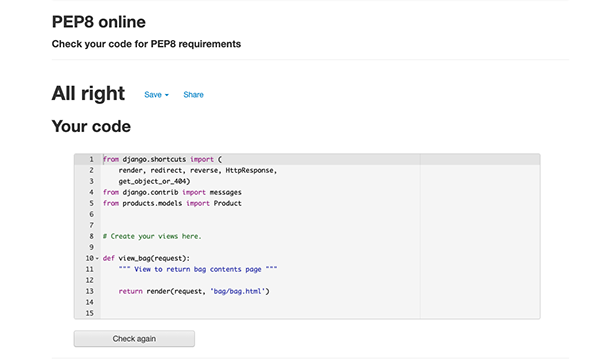 PEP8 online
Check your code for PEP8 requirements
All right Save Share
Your code
1 from django.shortcuts import (
2     render, redirect, reverse, HttpResponse,
3     get_object_or_404)
4 from django.contrib import messages
5 from products.models import Product
6
7
8 # Create your views here.
9
10 def view_bag(request):
11     """ View to return bag contents page """
12
13     return render(request, 'bag/bag.html')
14
15
Check again